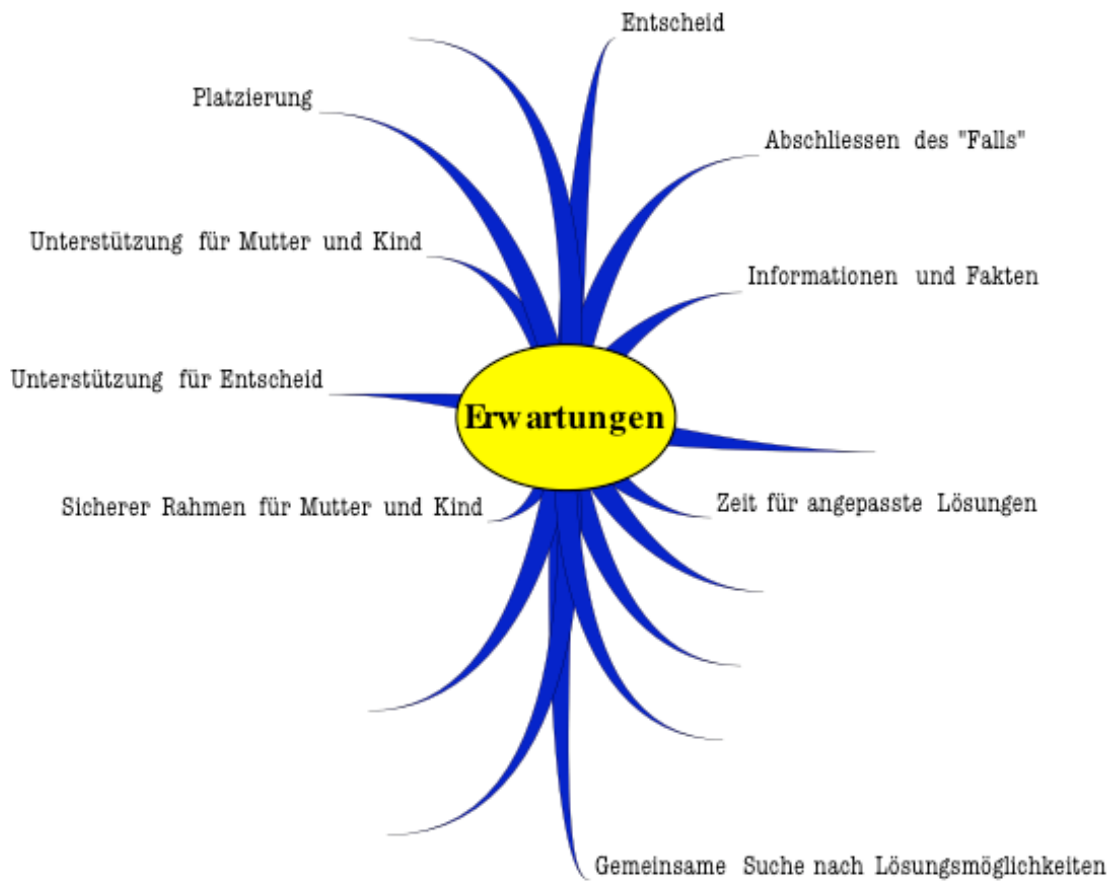 Entscheid
Platzierung
Abschliessen des "Falls"
Unterstützung für Mutter und Kind
Informationen und Fakten
Unterstützung für Entscheid
Erwartungen
Sicherer Rahmen für Mutter und Kind
Zeit für angepasste Lösungen
Gemeinsame Suche nach Lösungsmöglichkeiten